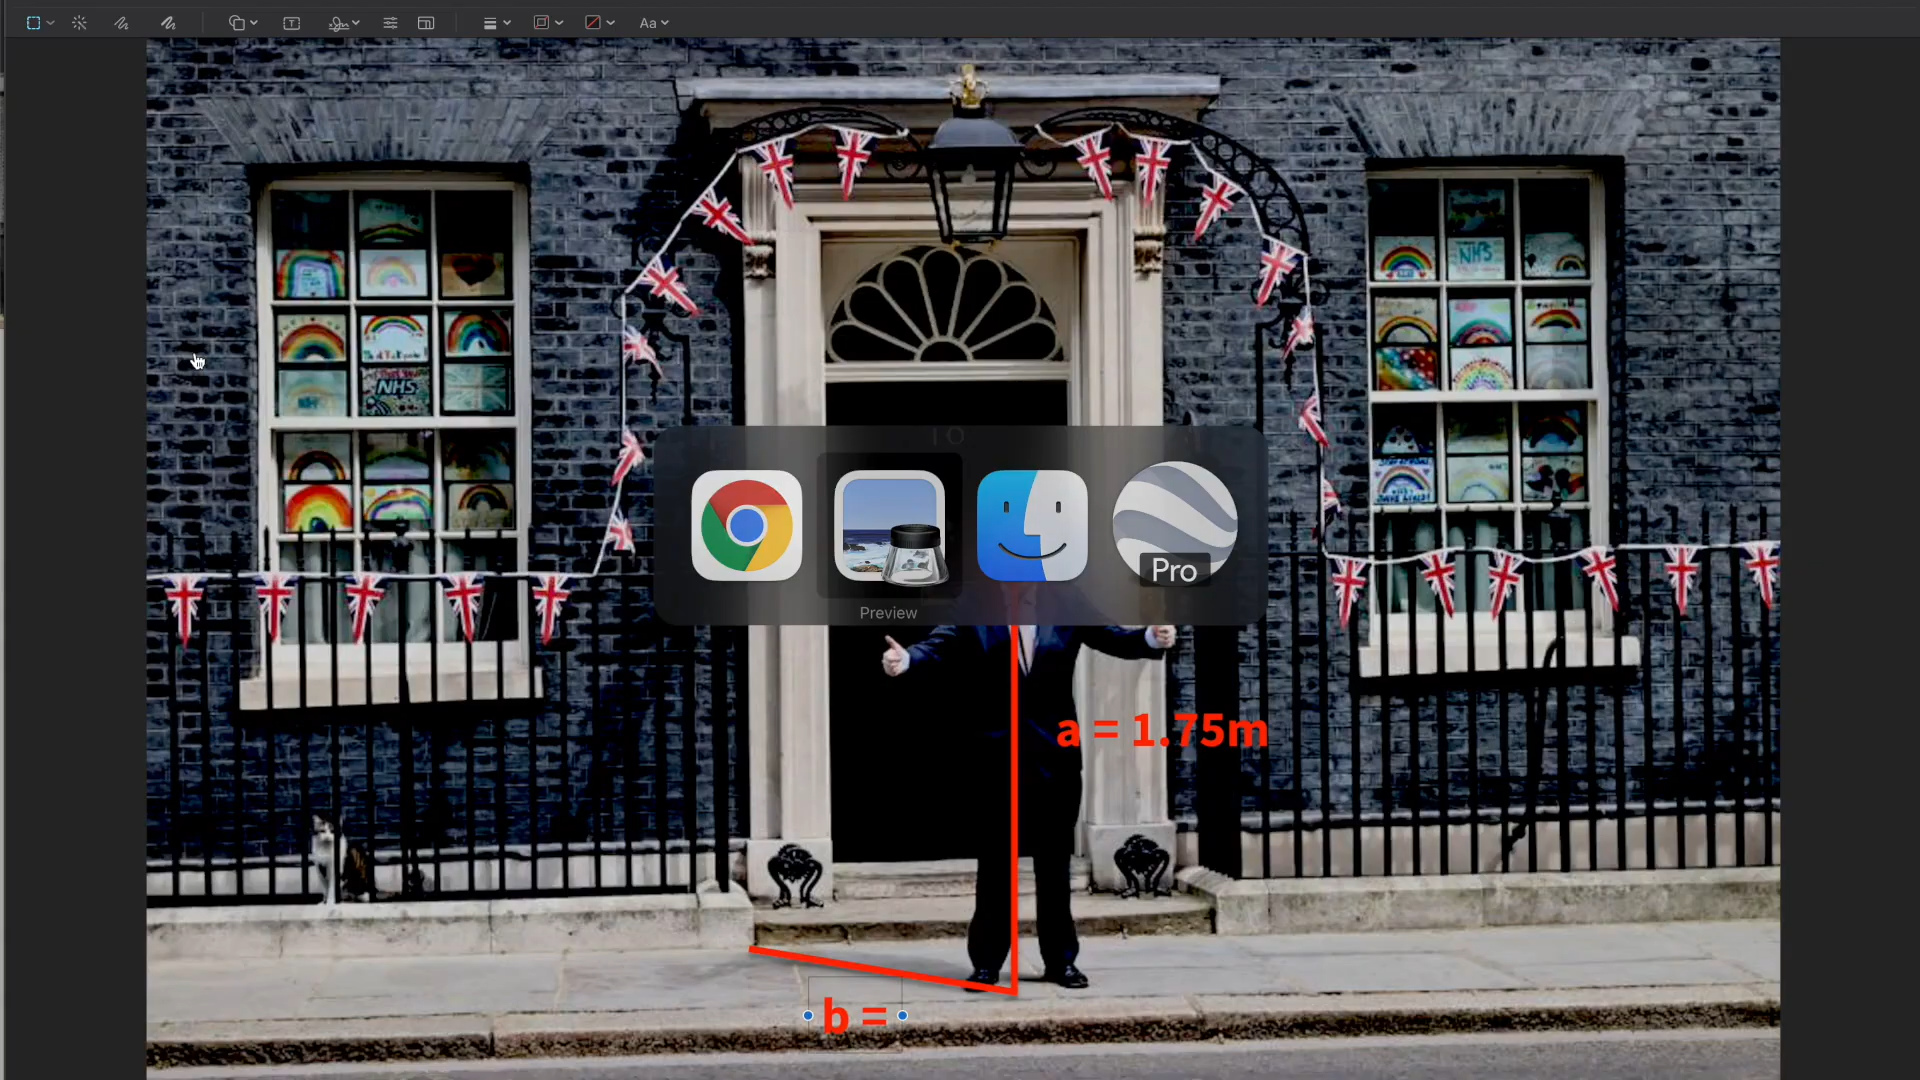 Aa
NHS
NHS
10
Pro
Preview
a = 1.75m
b =